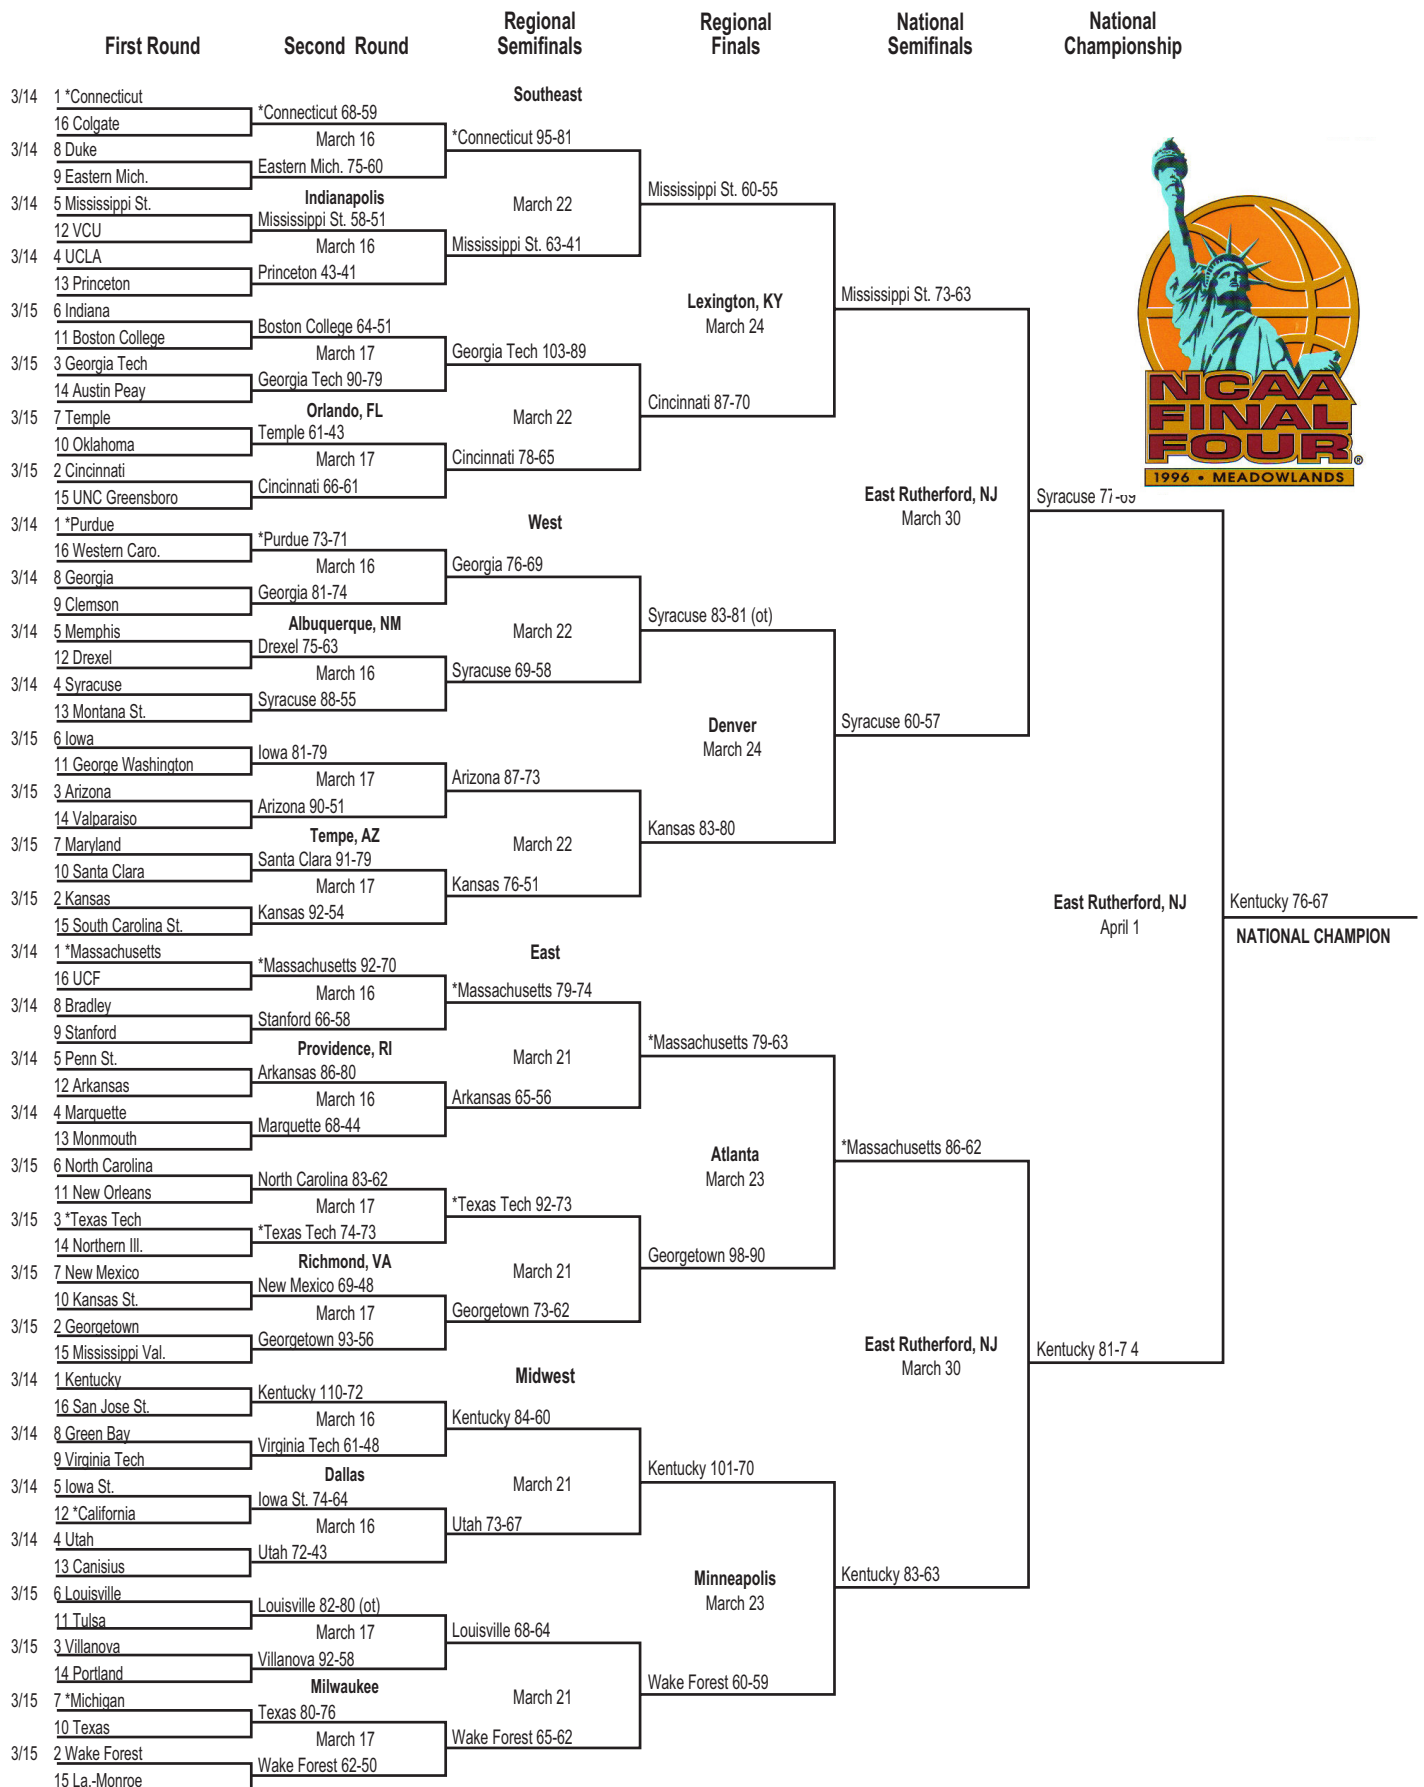 First Round
Second Round
Regional
Semifinals
Regional
Finals
National
Semifinals
National
Championship
Southeast
3/14 1 *Connecticut
16 Colgate
3/14 8 Duke
9 Eastern Mich.
3/14 5 Mississippi St.
12 VCU
3/14 4 UCLA
13 Princeton
3/15 6 Indiana
11 Boston College
3/15 3 Georgia Tech
14 Austin Peay
3/15 7 Temple
10 Oklahoma
3/15 2 Cincinnati
15 UNC Greensboro
*Connecticut 68-59
March 16
Eastern Mich. 75-60
Indianapolis
Mississippi St. 58-51
March 16
Princeton 43-41
Boston College 64-51
March 17
Georgia Tech 90-79
Orlando, FL
Temple 61-43
March 17
Cincinnati 66-61
*Connecticut 95-81
March 22
Mississippi St. 63-41
Georgia Tech 103-89
March 22
Cincinnati 78-65
Mississippi St. 60-55
Lexington, KY
March 24
Cincinnati 87-70
Mississippi St. 73-63
West
3/14 1 *Purdue
16 Western Caro.
3/14 8 Georgia
9 Clemson
3/14 5 Memphis
12 Drexel
3/14 4 Syracuse
13 Montana St.
3/15 6 Iowa
11 George Washington
3/15 3 Arizona
14 Valparaiso
3/15 7 Maryland
10 Santa Clara
3/15 2 Kansas
15 South Carolina St.
*Purdue 73-71
March 16
Georgia 81-74
Albuquerque, NM
Drexel 75-63
March 16
Syracuse 88-55
Iowa 81-79
March 17
Arizona 90-51
Tempe, AZ
Santa Clara 91-79
March 17
Kansas 92-54
Georgia 76-69
March 22
Syracuse 69-58
Arizona 87-73
March 22
Kansas 76-51
Syracuse 83-81 (ot)
Denver
March 24
Kansas 83-80
Syracuse 60-57
East Rutherford, NJ
March 30
Syracuse 77-69
East
3/14 1 *Massachusetts
16 UCF
3/14 8 Bradley
9 Stanford
3/14 5 Penn St.
12 Arkansas
3/14 4 Marquette
13 Monmouth
3/15 6 North Carolina
11 New Orleans
3/15 3 *Texas Tech
14 Northern Ill.
3/15 7 New Mexico
10 Kansas St.
3/15 2 Georgetown
15 Mississippi Val.
*Massachusetts 92-70
March 16
Stanford 66-58
Providence, RI
Arkansas 86-80
March 16
Marquette 68-44
North Carolina 83-62
March 17
*Texas Tech 74-73
Richmond, VA
New Mexico 69-48
March 17
Georgetown 93-56
*Massachusetts 79-74
March 21
Arkansas 65-56
*Texas Tech 92-73
March 21
Georgetown 73-62
*Massachusetts 79-63
Atlanta
March 23
Georgetown 98-90
*Massachusetts 86-62
Midwest
3/14 1 Kentucky
16 San Jose St.
3/14 8 Green Bay
9 Virginia Tech
3/14 5 Iowa St.
12 *California
3/14 4 Utah
13 Canisius
3/15 6 Louisville
11 Tulsa
3/15 3 Villanova
14 Portland
3/15 7 *Michigan
10 Texas
3/15 2 Wake Forest
15 La.-Monroe
Kentucky 110-72
March 16
Virginia Tech 61-48
Dallas
Iowa St. 74-64
March 16
Utah 72-43
Louisville 82-80 (ot)
March 17
Villanova 92-58
Milwaukee
Texas 80-76
March 17
Wake Forest 62-50
Kentucky 84-60
March 21
Utah 73-67
Louisville 68-64
March 21
Wake Forest 65-62
Kentucky 101-70
Minneapolis
March 23
Wake Forest 60-59
Kentucky 83-63
East Rutherford, NJ
March 30
Kentucky 81-7 4
East Rutherford, NJ
April 1
Kentucky 76-67
NATIONAL CHAMPION
NCAA
FINAL
FOUR®
1996 • MEADOWLANDS